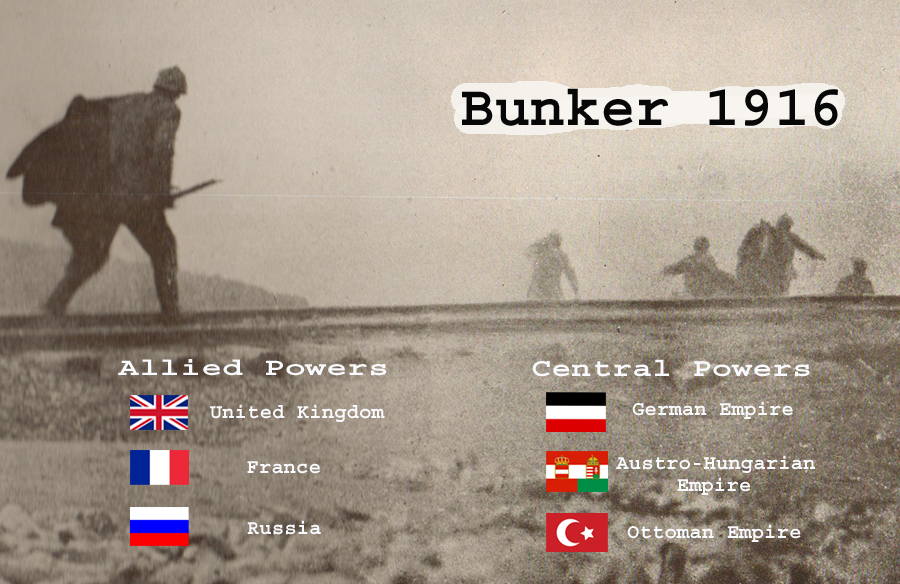 Bunker 1916
Allied Powers
United Kingdom
France
Russia
Central Powers
German Empire
Austro-Hungarian
Empire
Ottoman Empire